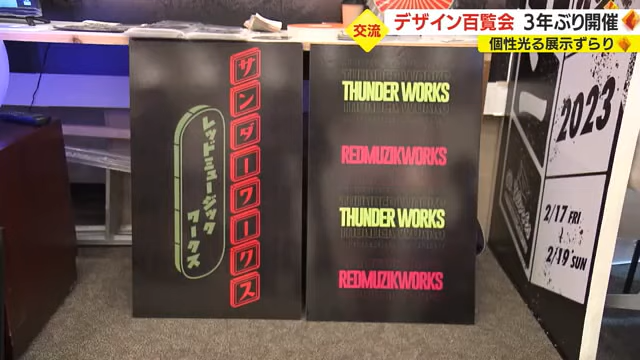 交流
デザイン百覧会 3年ぶり開催
個性光る展示ずらり
サンダーワークス
レッドミュージック
ワークス
THUNDER WORKS
REDMUZIKWORKS
THUNDER WORKS
REDMUZIKWORKS
2023
2/17 FRI
2/19 SUN